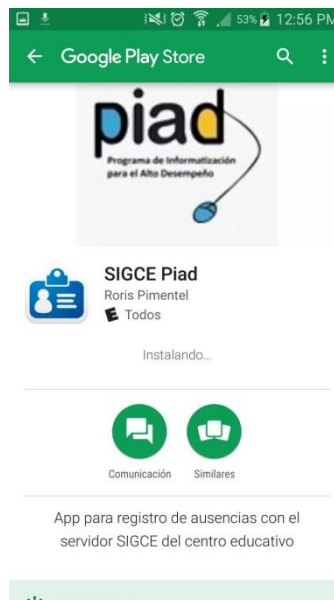 53% 12:56 PM
Google Play Store
piad
Programa de Informatización
para el Alto Desempeño
SIGCE Piad
Roris Pimentel
E Todos
Instalando...
Comunicación Similares
App para registro de ausencias con el
servidor SIGCE del centro educativo